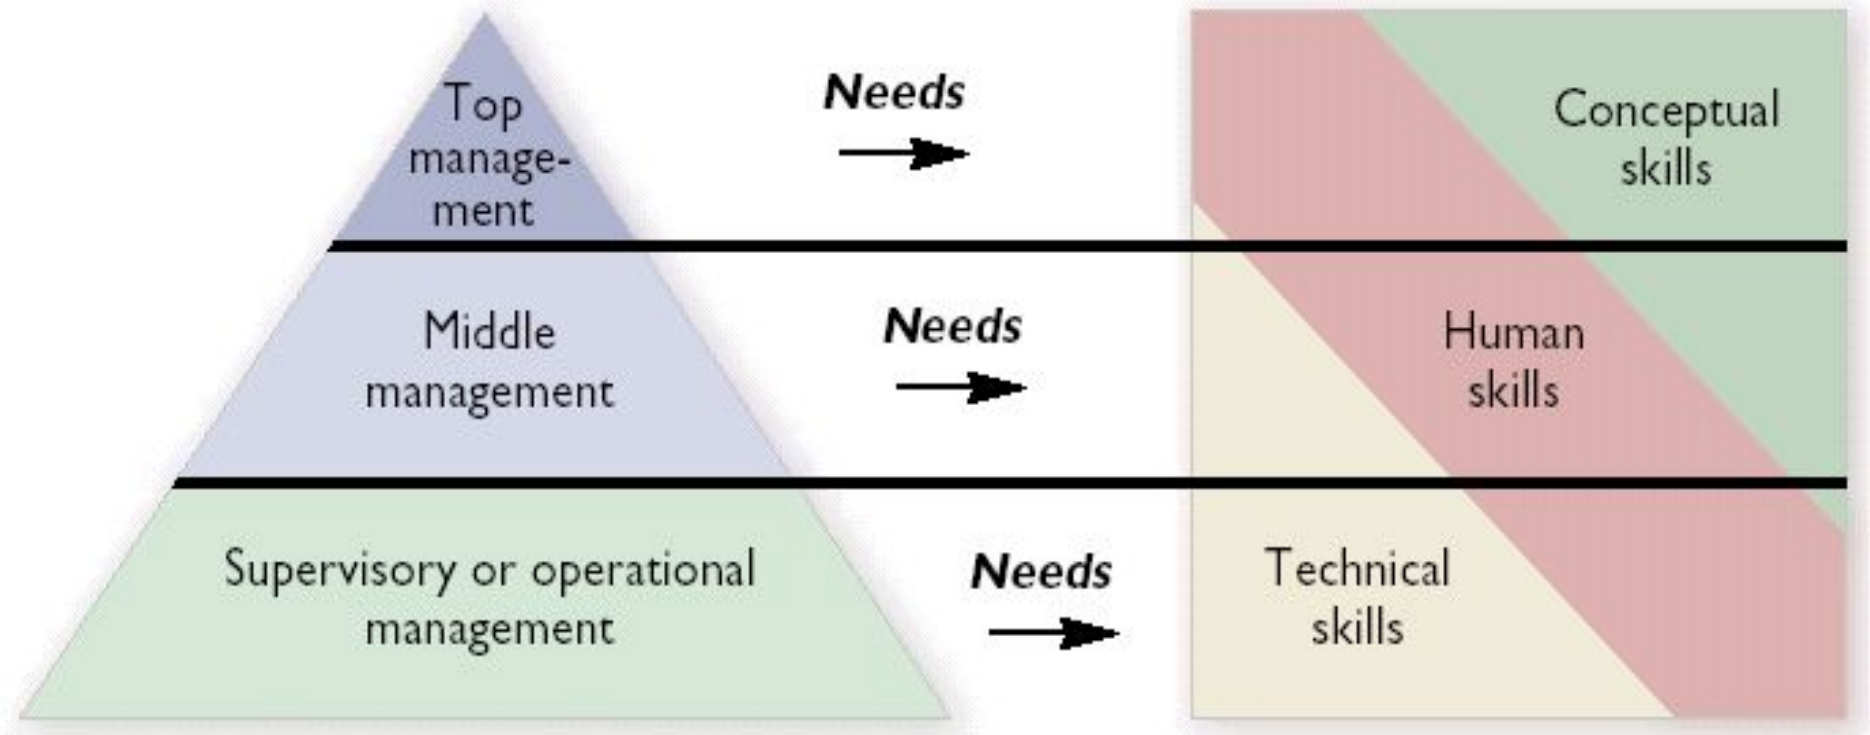 Top
manage-
ment
Needs
Conceptual
skills
Middle
management
Needs
Human
skills
Supervisory or operational
management
Needs
Technical
skills